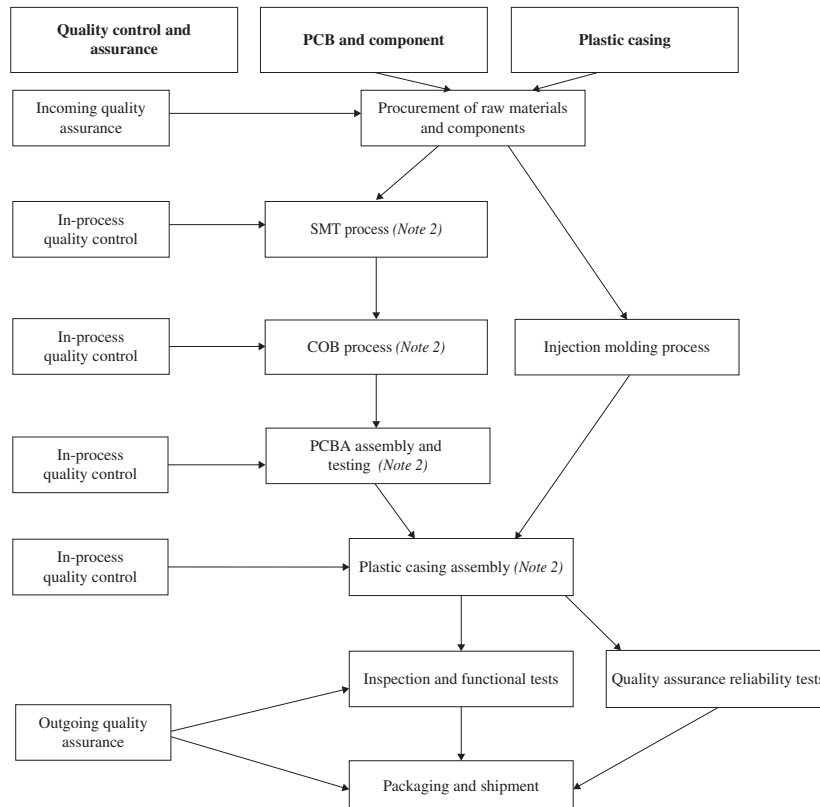 Quality control and
assurance
PCB and component
Plastic casing
Incoming quality
assurance
Procurement of raw materials
and components
In-process
quality control
SMT process (Note 2)
In-process
quality control
COB process (Note 2)
Injection molding process
In-process
quality control
PCBA assembly and
testing (Note 2)
In-process
quality control
Plastic casing assembly (Note 2)
Inspection and functional tests
Quality assurance reliability tests
Outgoing quality
assurance
Packaging and shipment